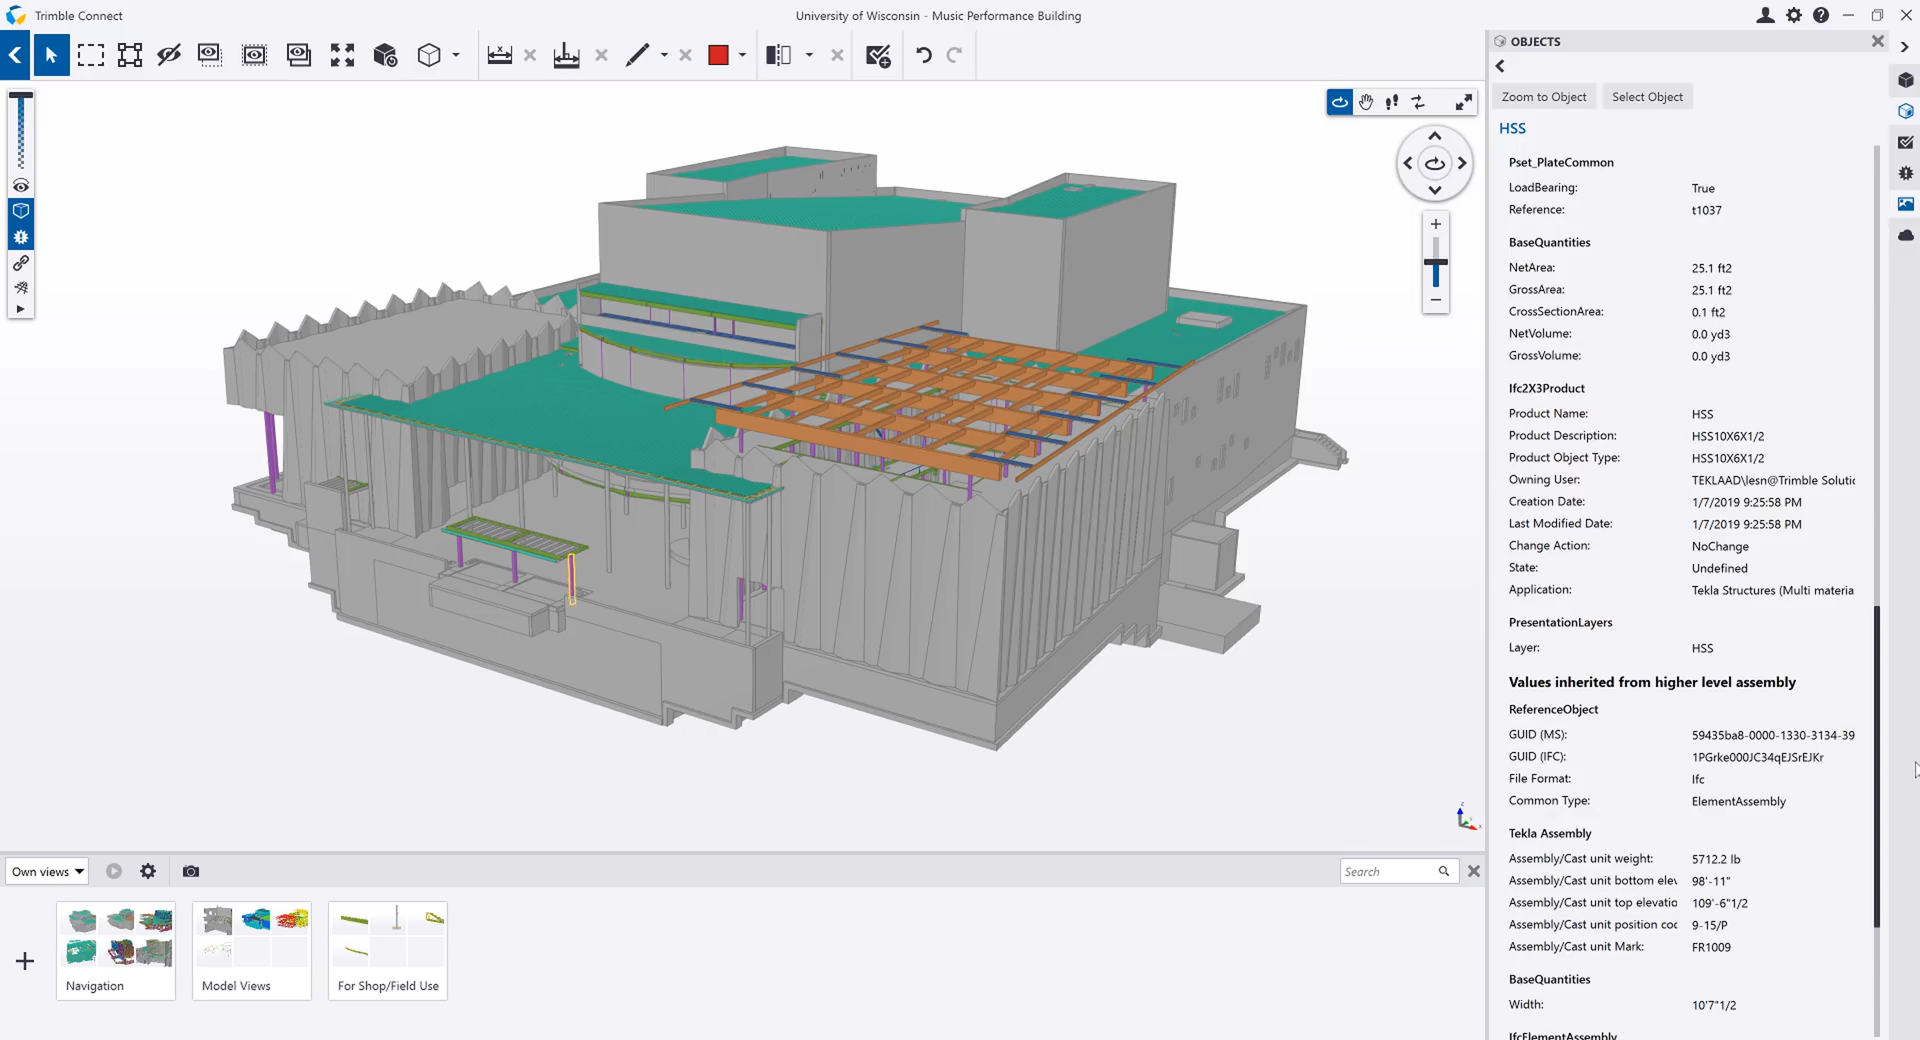 Trimble Connect
University of Wisconsin - Music Performance Building
OBJECTS
Zoom to Object
Select Object
HSS
Pset_PlateCommon
LoadBearing: True
Reference: t1037
BaseQuantities
NetArea: 25.1 ft2
GrossArea: 25.1 ft2
CrossSectionArea: 0.1 ft2
NetVolume: 0.0 yd3
GrossVolume: 0.0 yd3
Ifc2X3Product
Product Name: HSS
Product Description: HSS10X6X1/2
Product Object Type: HSS10X6X1/2
Owning User: TEKLAAD\lesn@Trimble Solutic
Creation Date: 1/7/2019 9:25:58 PM
Last Modified Date: 1/7/2019 9:25:58 PM
Change Action: NoChange
State: Undefined
Application: Tekla Structures (Multi materia
PresentationLayers
Layer: HSS
Values inherited from higher level assembly
ReferenceObject
GUID (MS): 59435ba8-0000-1330-3134-39
GUID (IFC): 1PGrke000JC34qEJSrEJKr
File Format: Ifc
Common Type: ElementAssembly
Tekla Assembly
Assembly/Cast unit weight: 5712.2 lb
Assembly/Cast unit bottom elev 98'-11"
Assembly/Cast unit top elevatio 109'-6"1/2
Assembly/Cast unit position coc 9-15/P
Assembly/Cast unit Mark: FR1009
BaseQuantities
Width: 10'7"1/2
IfcElementAssembly
Own views
Search
Navigation
Model Views
For Shop/Field Use